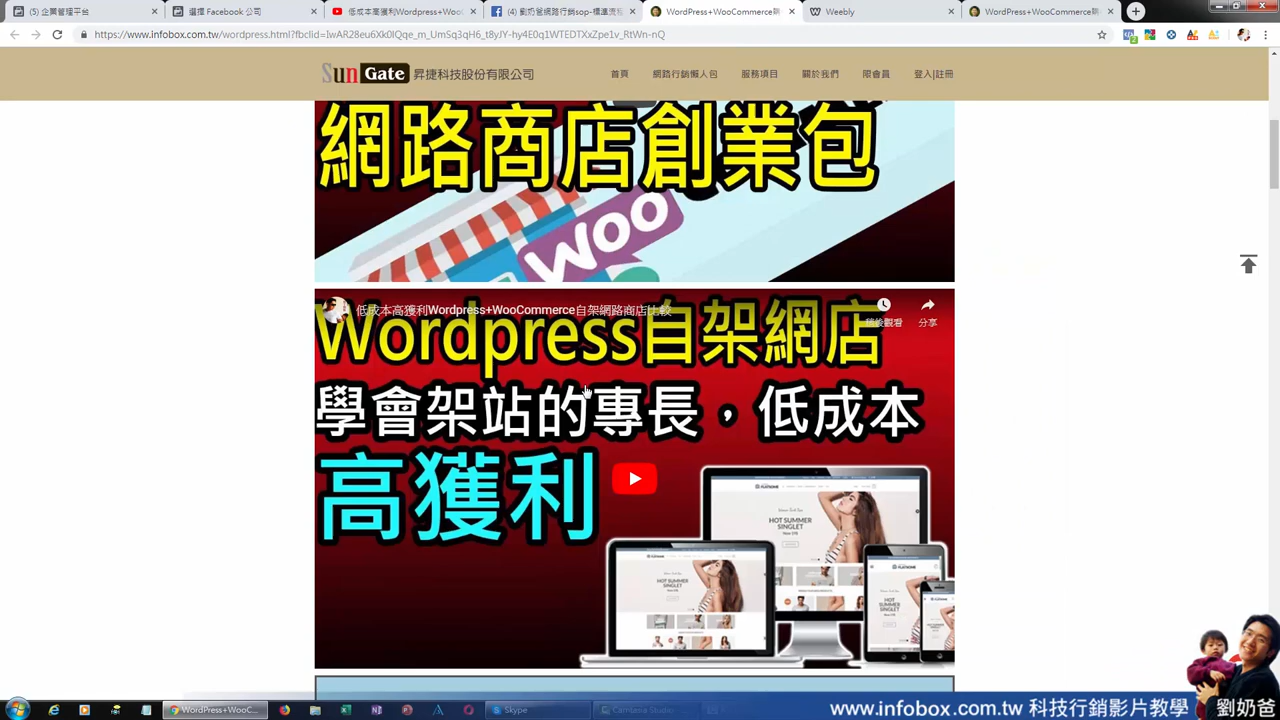 (5) 企業管理平台
選擇 Facebook 公司
低成本高獲利Wordpress+WooC
(4) 劉奶爸網路行銷sop-標準流程
WordPress+WooCommerce
Weebly
WordPress+WooCommerce
https://www.infobox.com.tw/wordpress.html?fbclid=IwAR28eu6Xk0IQqe_m_UmSq3qH6_t8yJY-hy4E0q1WTEDTXxZpe1v_RtWn-nQ
Sun Gate 昇捷科技股份有限公司
首頁
網路行銷懶人包
服務項目
關於我們
限會員
登入|註冊
網路商店創業包
WOO
低成本高獲利Wordpress+WooCommerce自架網路商店比較
稍後觀看
分享
Wordpress自架網店
學會架站的專長，低成本
高獲利
HOT SUMMER
SINGLET
HOT SUMMER
SINGLET
WordPress+WooC...
Skype
Camtasia Studio
www.infobox.com.tw 科技行銷影片教學
劉奶爸